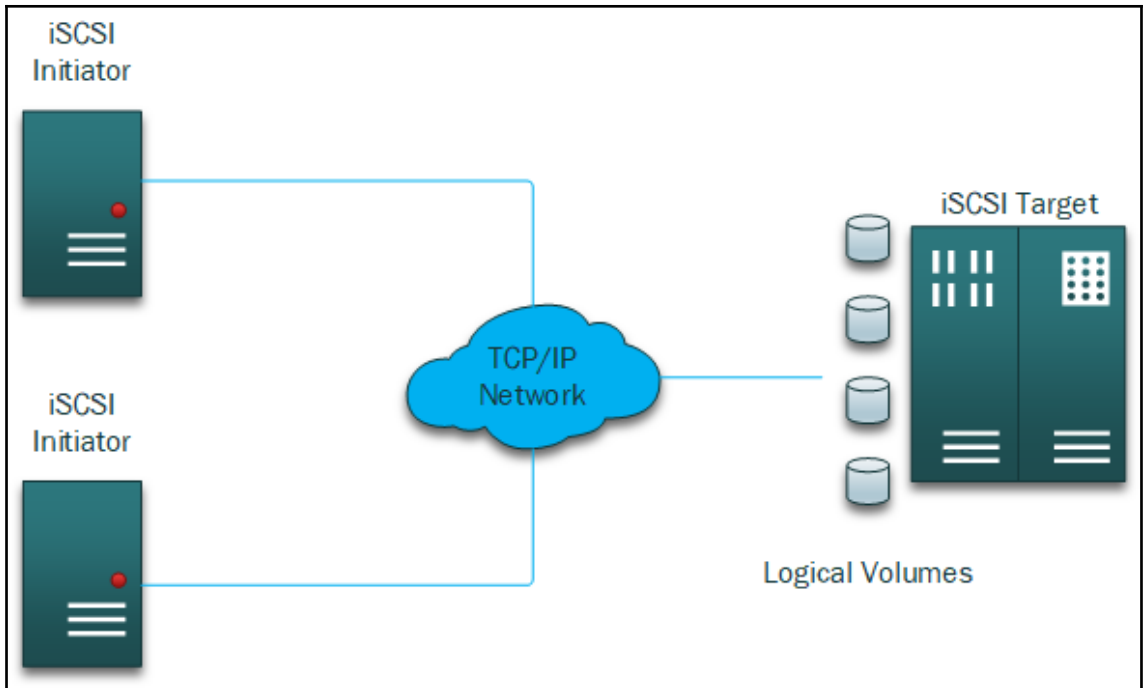 iSCSI
Initiator
iSCSI Target
TCP/IP
Network
iSCSI
Initiator
Logical Volumes